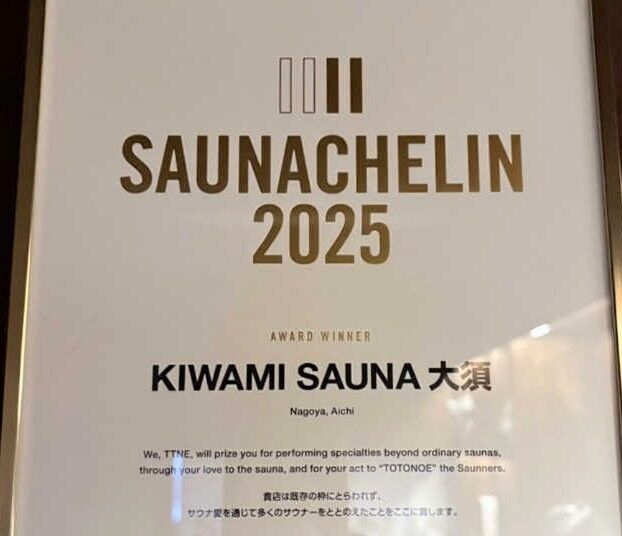 SAUNACHELIN
2025
AWARD WINNER
KIWAMI SAUNA 大須
Nagoya, Aichi
We, TTNE, will prize you for performing specialties beyond ordinary saunas,
through your love to the sauna, and for your act to “TOTONOE” the Saunners.
貴店は既存の枠にとらわれず、
サウナ愛を通じて多くのサウナーをととのえたことをここに賞します。